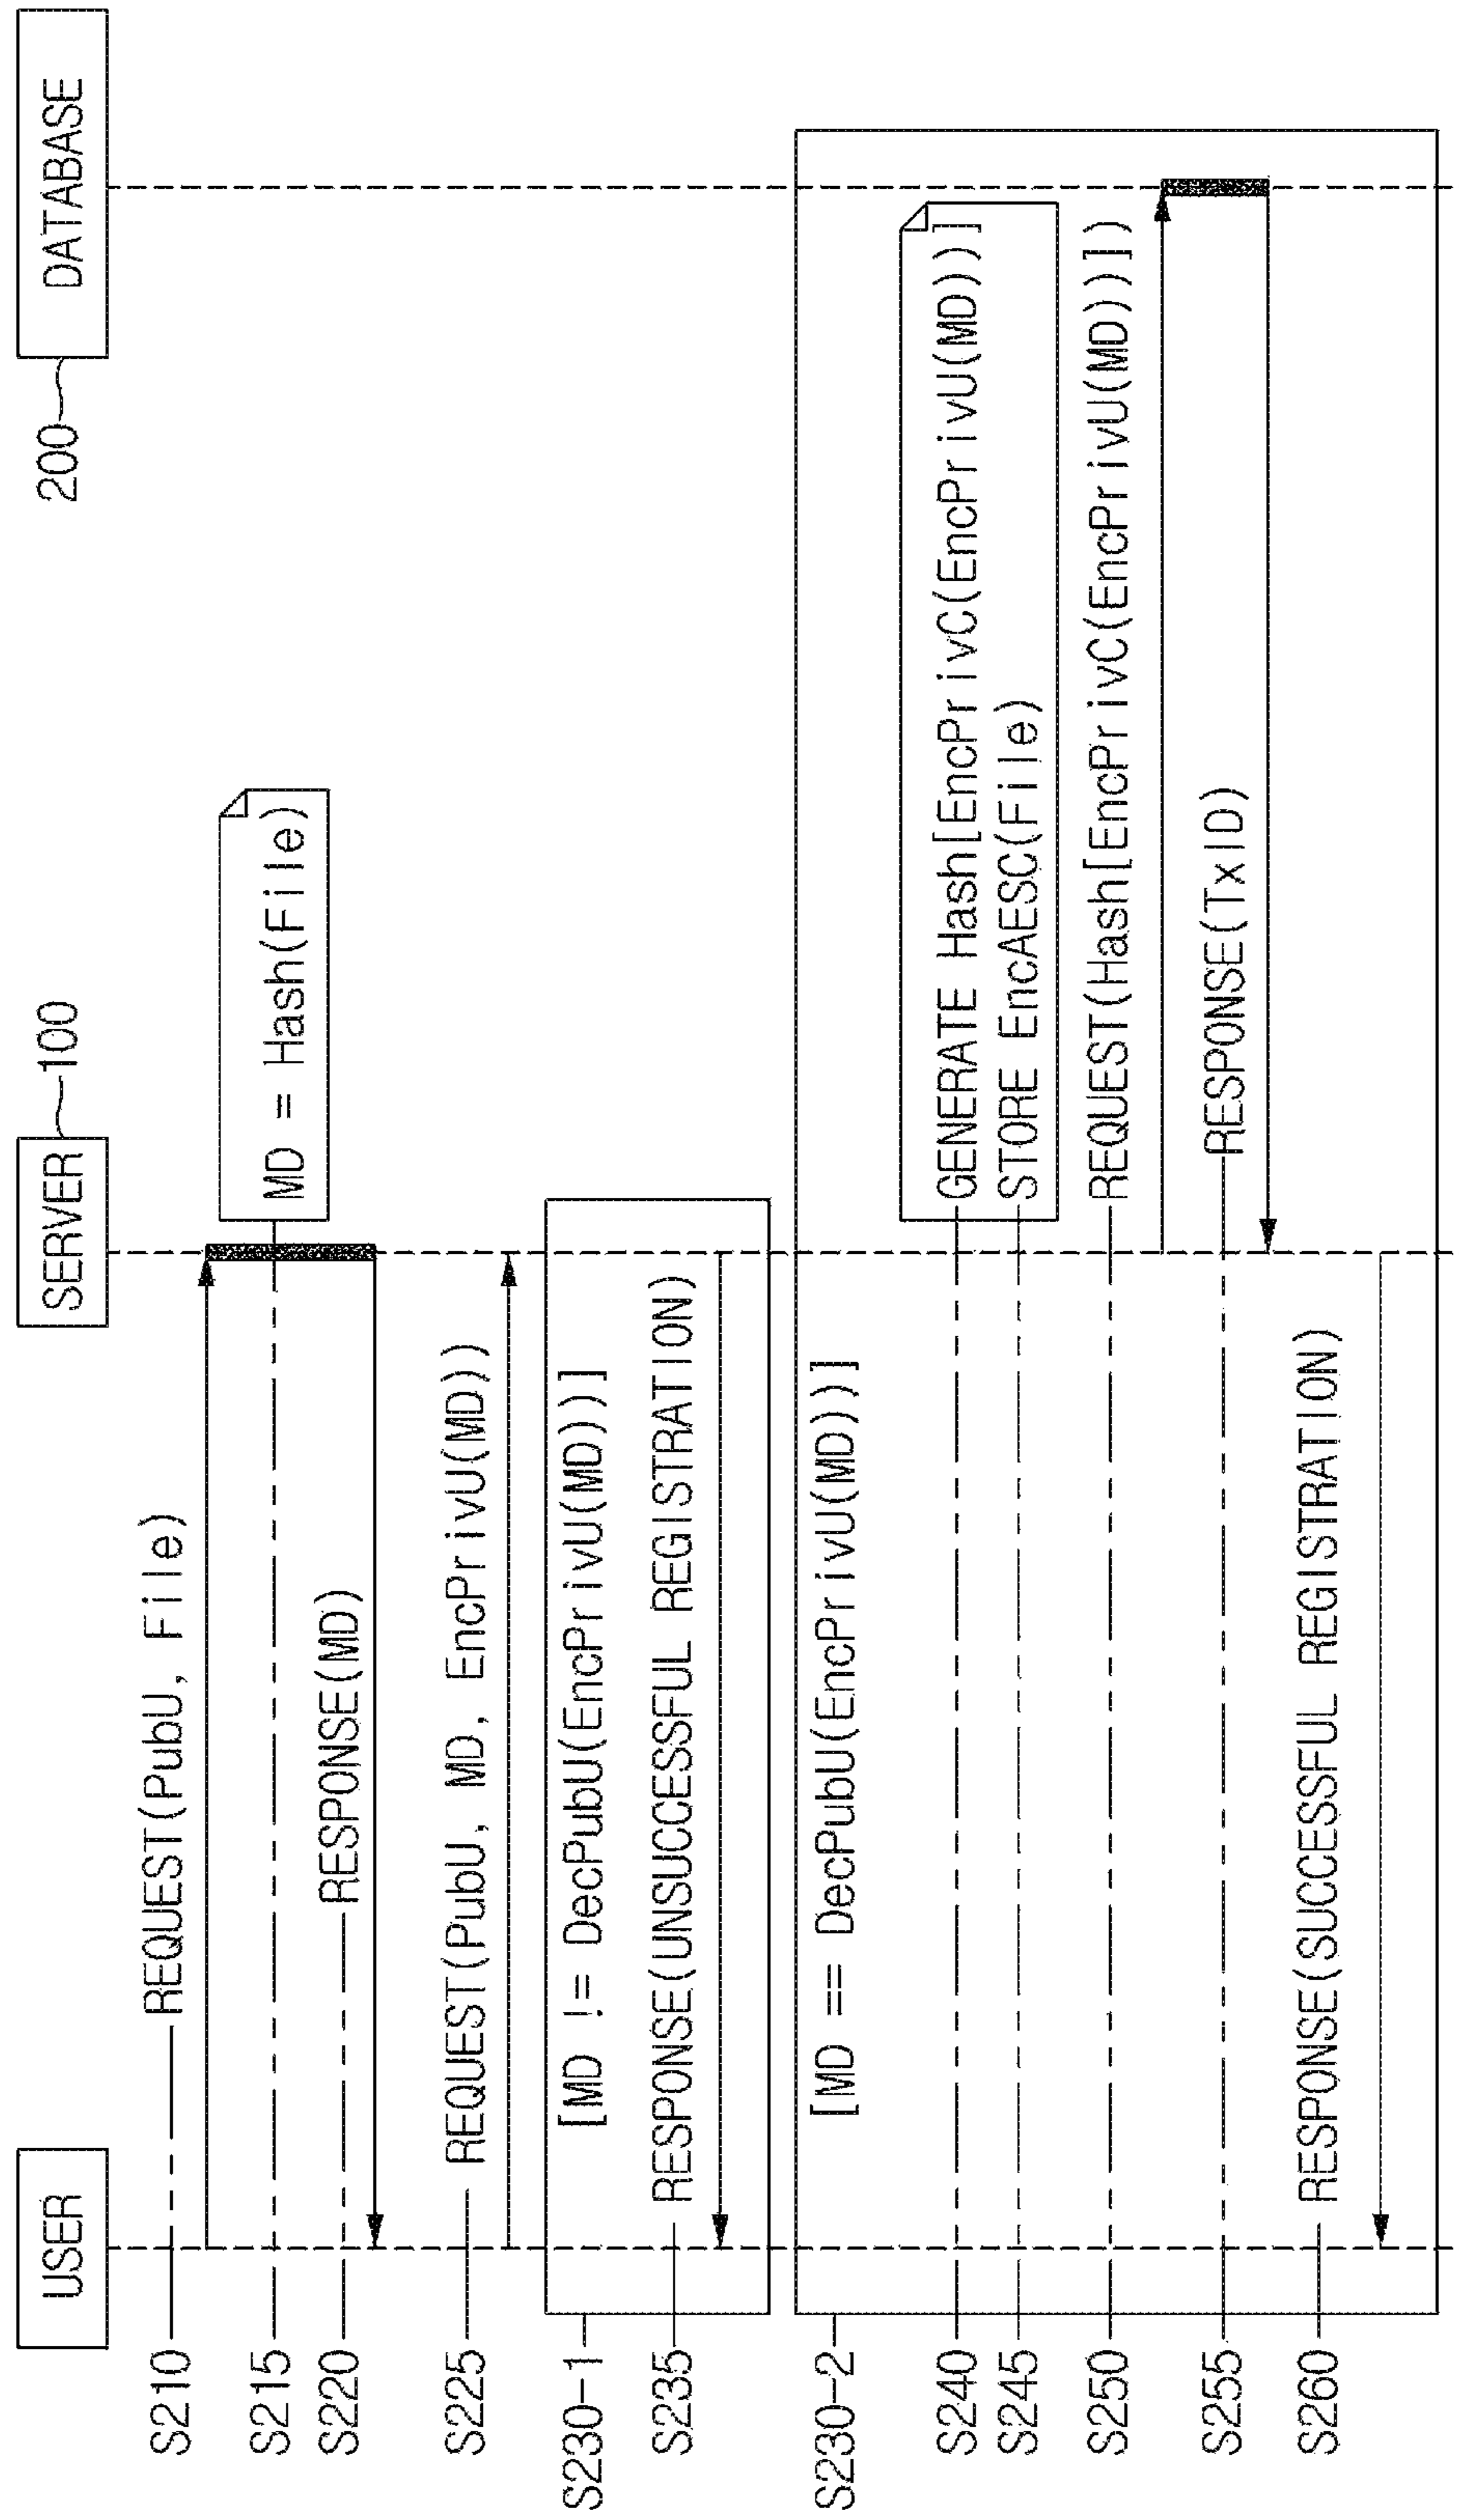 USER
SERVER
100
DATABASE
200
S210
REQUEST(PubU, File)
S215
MD = Hash(File)
S220
RESPONSE(MD)
S225
REQUEST(PubU, MD, EncPrivU(MD))
S230-1
[MD != DecPubU(EncPrivU(MD))]
S235
RESPONSE(UNSUCCESSFUL REGISTRATION)
S230-2
[MD == DecPubU(EncPrivU(MD))]
S240
GENERATE Hash[EncPrivC(EncPrivU(MD))]
S245
STORE EncAESC(File)
S250
REQUEST(Hash[EncPrivC(EncPrivU(MD))])
S255
RESPONSE(TxID)
S260
RESPONSE(SUCCESSFUL REGISTRATION)